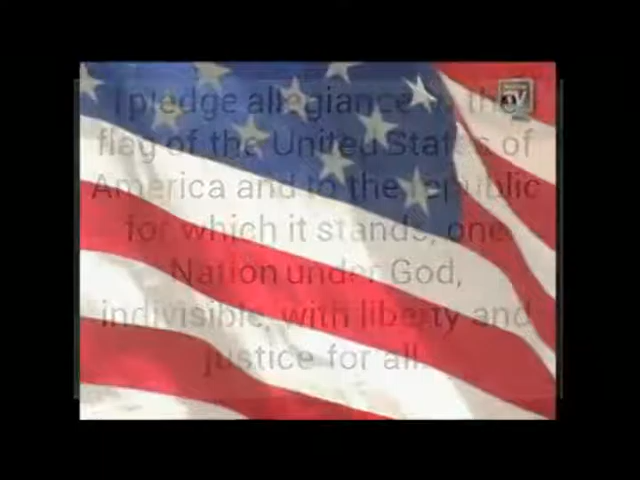 I pledge allegiance to the
flag of the United States of
America and to the republic
for which it stands, one
Nation under God,
indivisible, with liberty and
justice for all.